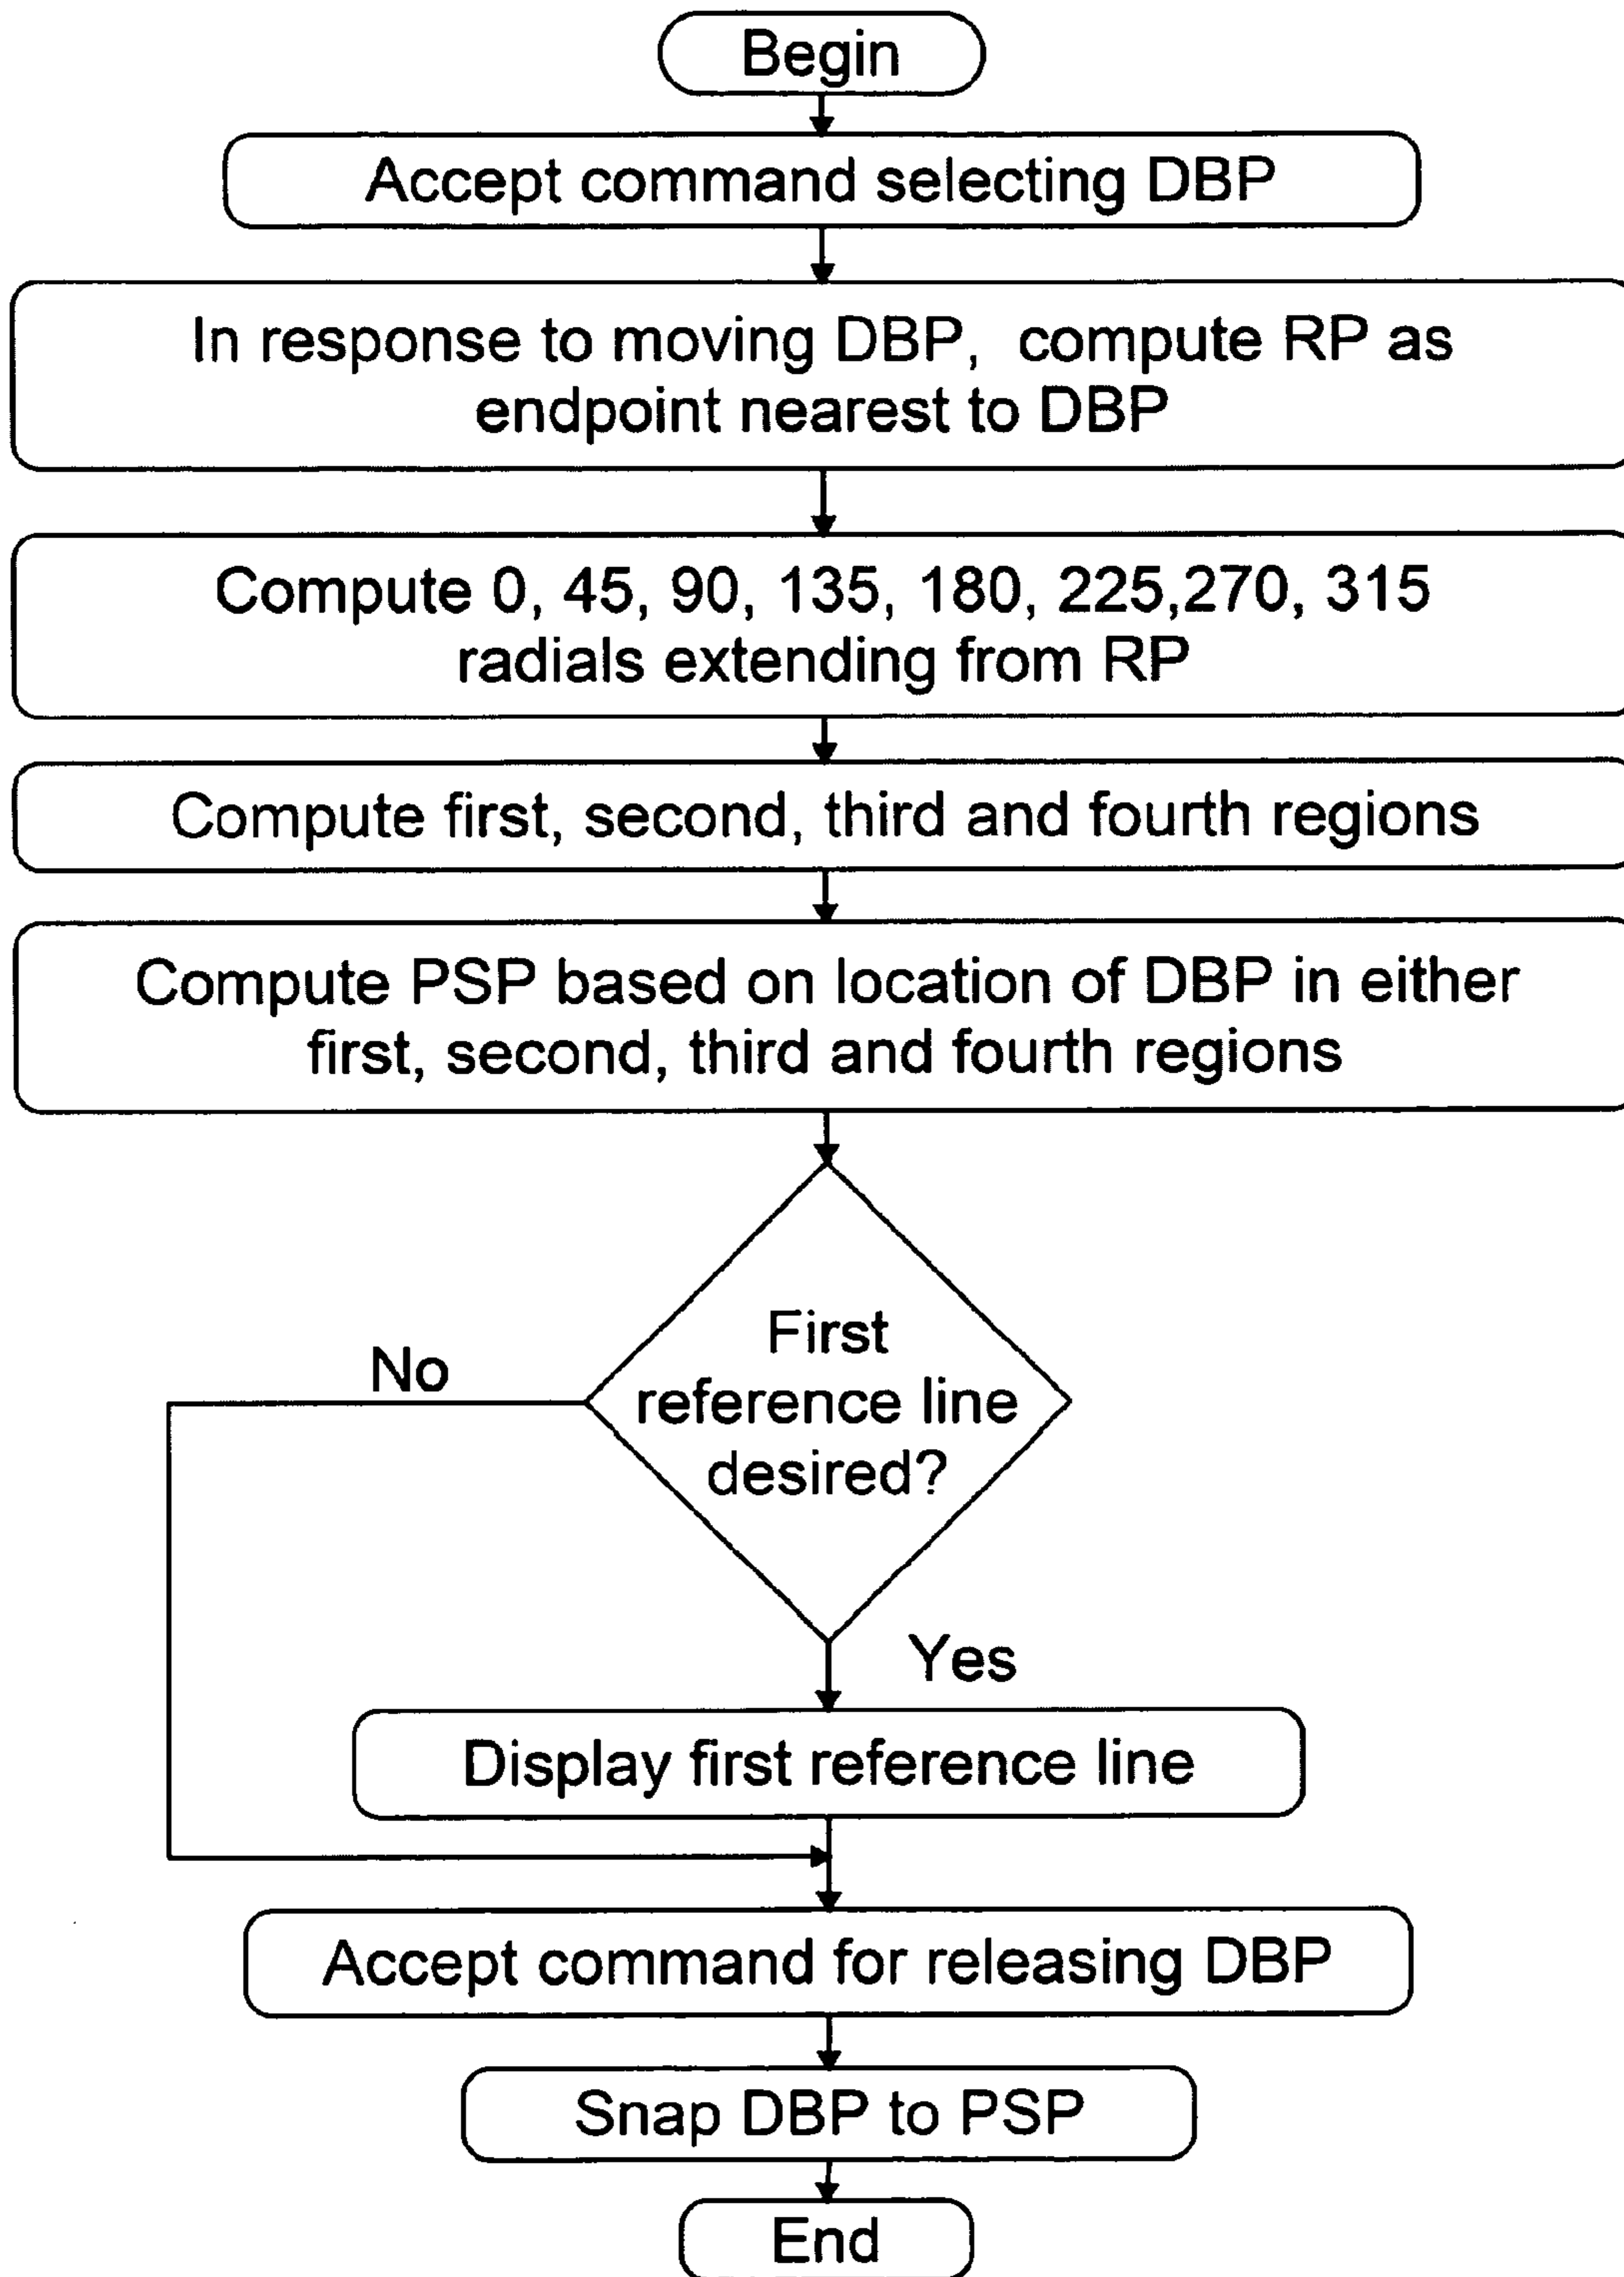 Begin
Accept command selecting DBP
In response to moving DBP, compute RP as
endpoint nearest to DBP
Compute 0, 45, 90, 135, 180, 225,270, 315
radials extending from RP
Compute first, second, third and fourth regions
Compute PSP based on location of DBP in either
first, second, third and fourth regions
First
reference line
desired?
No
Yes
Display first reference line
Accept command for releasing DBP
Snap DBP to PSP
End